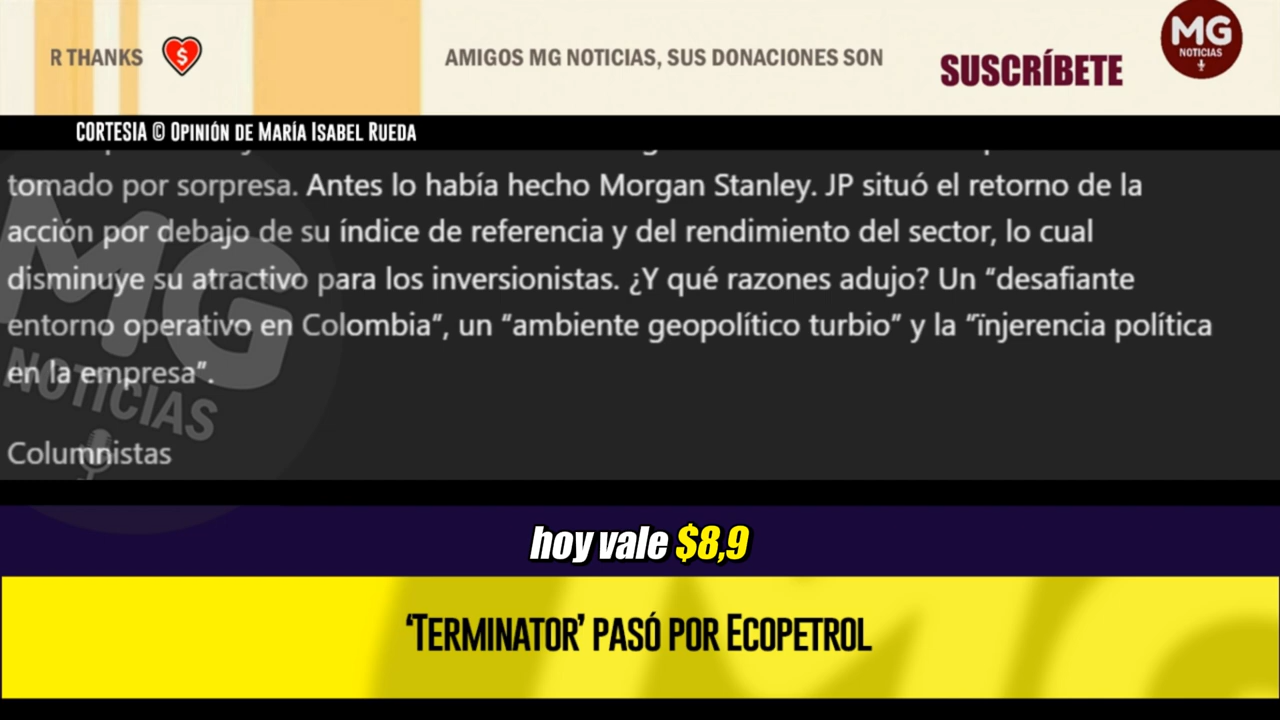 R THANKS
AMIGOS MG NOTICIAS, SUS DONACIONES SON
SUSCRÍBETE
MG
NOTICIAS
CORTESIA © OPINIÓN DE MARÍA ISABEL RUEDA
tomado por sorpresa. Antes lo había hecho Morgan Stanley. JP situó el retorno de la
acción por debajo de su índice de referencia y del rendimiento del sector, lo cual
disminuye su atractivo para los inversionistas. ¿Y qué razones adujo? Un “desafiante
entorno operativo en Colombia”, un “ambiente geopolítico turbio” y la “ïnjerencia política
en la empresa”.
MG
NOTICIAS
Columnistas
hoy vale $8,9
‘TERMINATOR’ PASÓ POR ECOPETROL